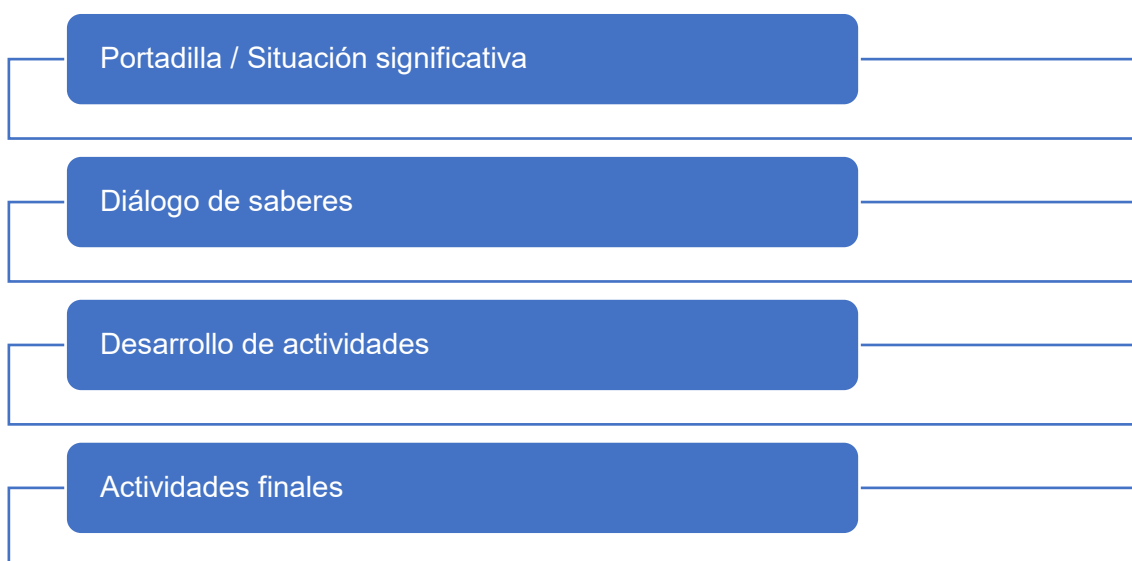 Portadilla / Situación significativa
Diálogo de saberes
Desarrollo de actividades
Actividades finales